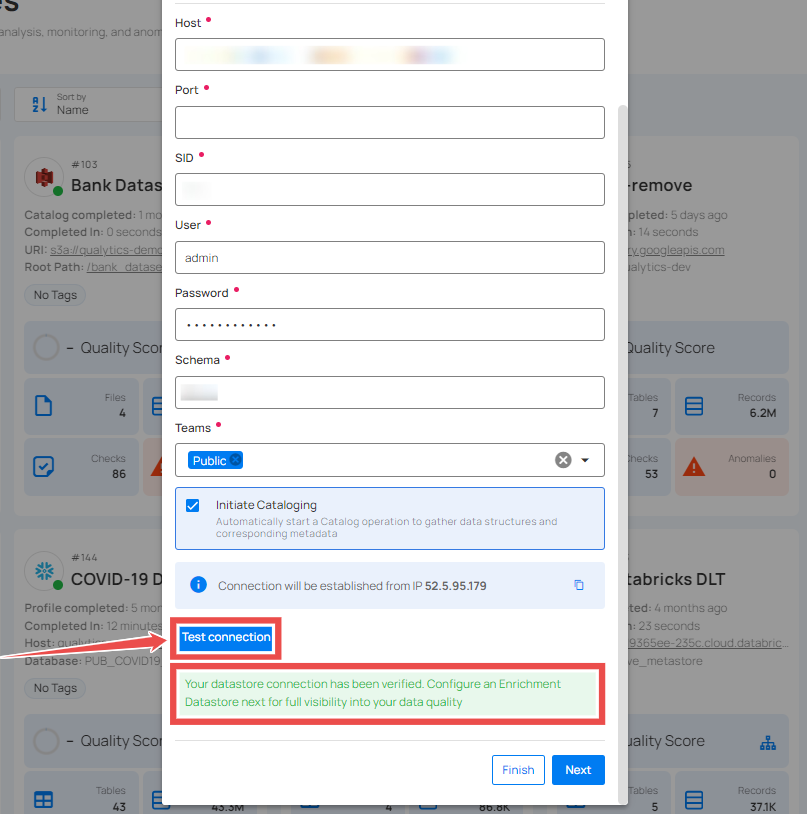 es
analysis, monitoring, and anom
Sort by
Name
#103
Bank Datas
Catalog completed: 1 mo
Completed In: 0 seconds
URI: s3a://qualytics-demo
Root Path: /bank_datase
No Tags
– Quality Scor
Files
4
Checks
86
#144
COVID-19 D
Profile completed: 5 mon
Completed In: 12 minutes
Host: qualytics
Database: PUB_COVID19_
No Tags
– Quality Scor
Tables
43
43.3M
Host
Port
SID
User
admin
Password
••••••••••••
Schema
Teams
Public
Initiate Cataloging
Automatically start a Catalog operation to gather data structures and
corresponding metadata
Connection will be established from IP 52.5.95.179
Test connection
Your datastore connection has been verified. Configure an Enrichment
Datastore next for full visibility into your data quality
Finish
Next
4
86.8K
-remove
pleted: 5 days ago
n: 14 seconds
ry.googleapis.com
ualytics-dev
Quality Score
Tables
7
Records
6.2M
Checks
53
Anomalies
0
tabricks DLT
ted: 4 months ago
n: 23 seconds
9365ee-235c.cloud.databric...
ve_metastore
uality Score
Tables
5
Records
37.1K